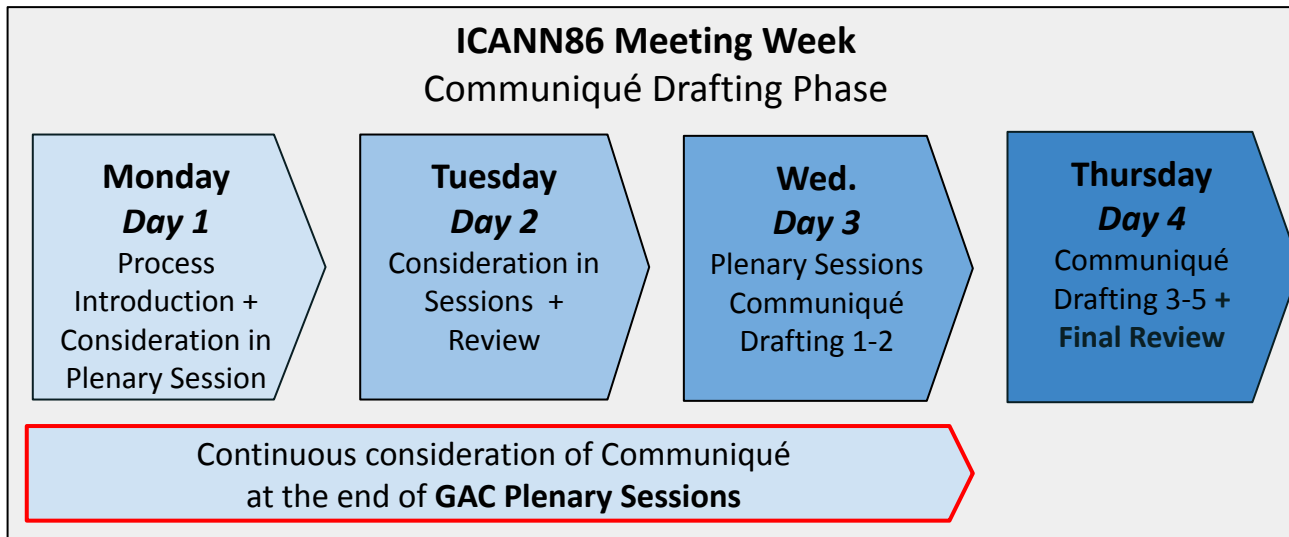 ICANN86 Meeting Week
Communiqué Drafting Phase
Monday
Day 1
Process
Introduction +
Consideration in
Plenary Session
Tuesday
Day 2
Consideration in
Sessions +
Review
Wed.
Day 3
Plenary Sessions
Communiqué
Drafting 1-2
Thursday
Day 4
Communiqué
Drafting 3-5 +
Final Review
Continuous consideration of Communiqué
at the end of GAC Plenary Sessions